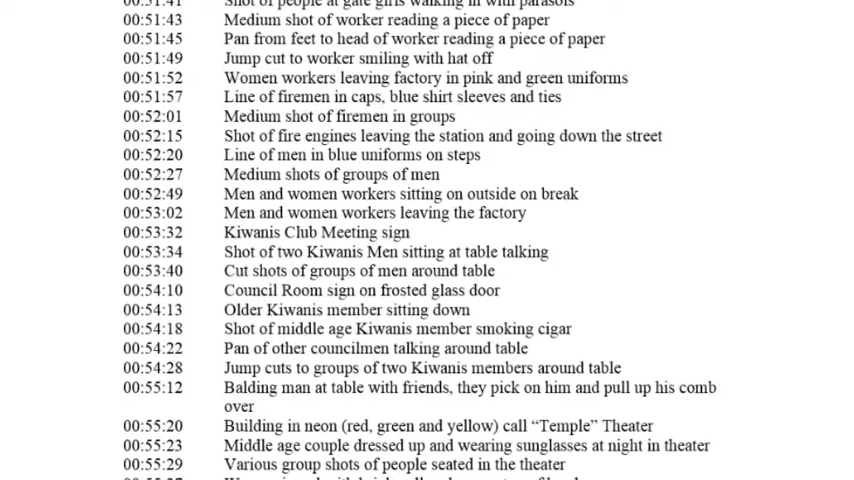 00:51:41 Shot of people at gate girls walking in with parasols
00:51:43 Medium shot of worker reading a piece of paper
00:51:45 Pan from feet to head of worker reading a piece of paper
00:51:49 Jump cut to worker smiling with hat off
00:51:52 Women workers leaving factory in pink and green uniforms
00:51:57 Line of firemen in caps, blue shirt sleeves and ties
00:52:01 Medium shot of firemen in groups
00:52:15 Shot of fire engines leaving the station and going down the street
00:52:20 Line of men in blue uniforms on steps
00:52:27 Medium shots of groups of men
00:52:49 Men and women workers sitting on outside on break
00:53:02 Men and women workers leaving the factory
00:53:32 Kiwanis Club Meeting sign
00:53:34 Shot of two Kiwanis Men sitting at table talking
00:53:40 Cut shots of groups of men around table
00:54:10 Council Room sign on frosted glass door
00:54:13 Older Kiwanis member sitting down
00:54:18 Shot of middle age Kiwanis member smoking cigar
00:54:22 Pan of other councilmen talking around table
00:54:28 Jump cuts to groups of two Kiwanis members around table
00:55:12 Balding man at table with friends, they pick on him and pull up his comb
over
00:55:20 Building in neon (red, green and yellow) call “Temple” Theater
00:55:23 Middle age couple dressed up and wearing sunglasses at night in theater
00:55:29 Various group shots of people seated in the theater